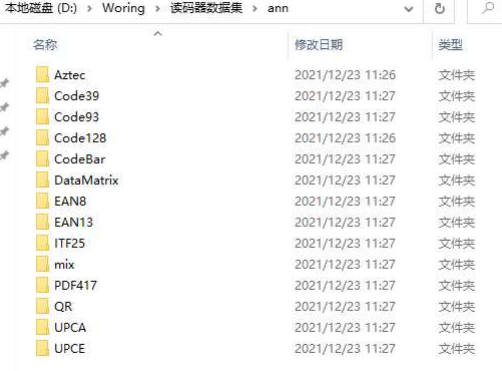 本地磁盘 (D:) › Woring › 读码器数据集 › ann
名称 修改日期 类型
Aztec 2021/12/23 11:26 文件夹
Code39 2021/12/23 11:27 文件夹
Code93 2021/12/23 11:27 文件夹
Code128 2021/12/23 11:26 文件夹
CodeBar 2021/12/23 11:27 文件夹
DataMatrix 2021/12/23 11:27 文件夹
EAN8 2021/12/23 11:27 文件夹
EAN13 2021/12/23 11:27 文件夹
ITF25 2021/12/23 11:27 文件夹
mix 2021/12/23 11:27 文件夹
PDF417 2021/12/23 11:27 文件夹
QR 2021/12/23 11:27 文件夹
UPCA 2021/12/23 11:27 文件夹
UPCE 2021/12/23 11:27 文件夹